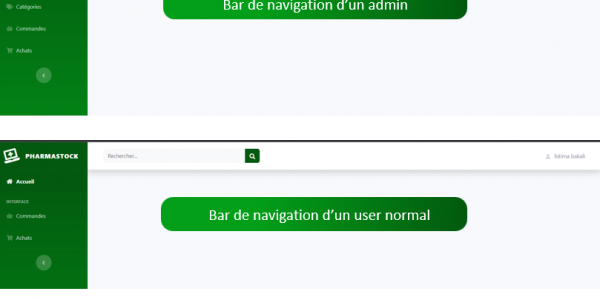 Catégories
Bar de navigation d'un admin
Commandes
Achats
PHARMASTOCK
Rechercher...
fatima bakali
Accueil
INTERFACE
Commandes
Bar de navigation d'un user normal
Achats